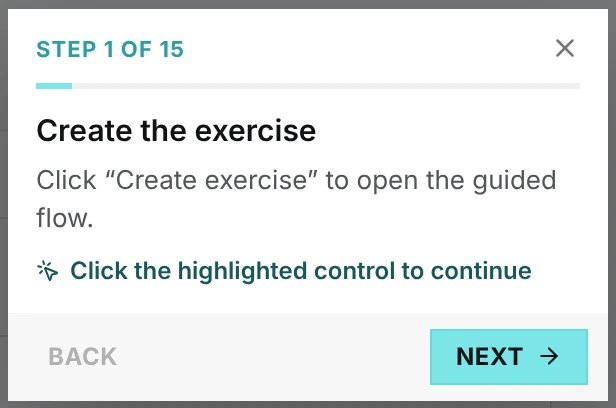 STEP 1 OF 15
Create the exercise
Click “Create exercise” to open the guided
flow.
Click the highlighted control to continue
BACK
NEXT